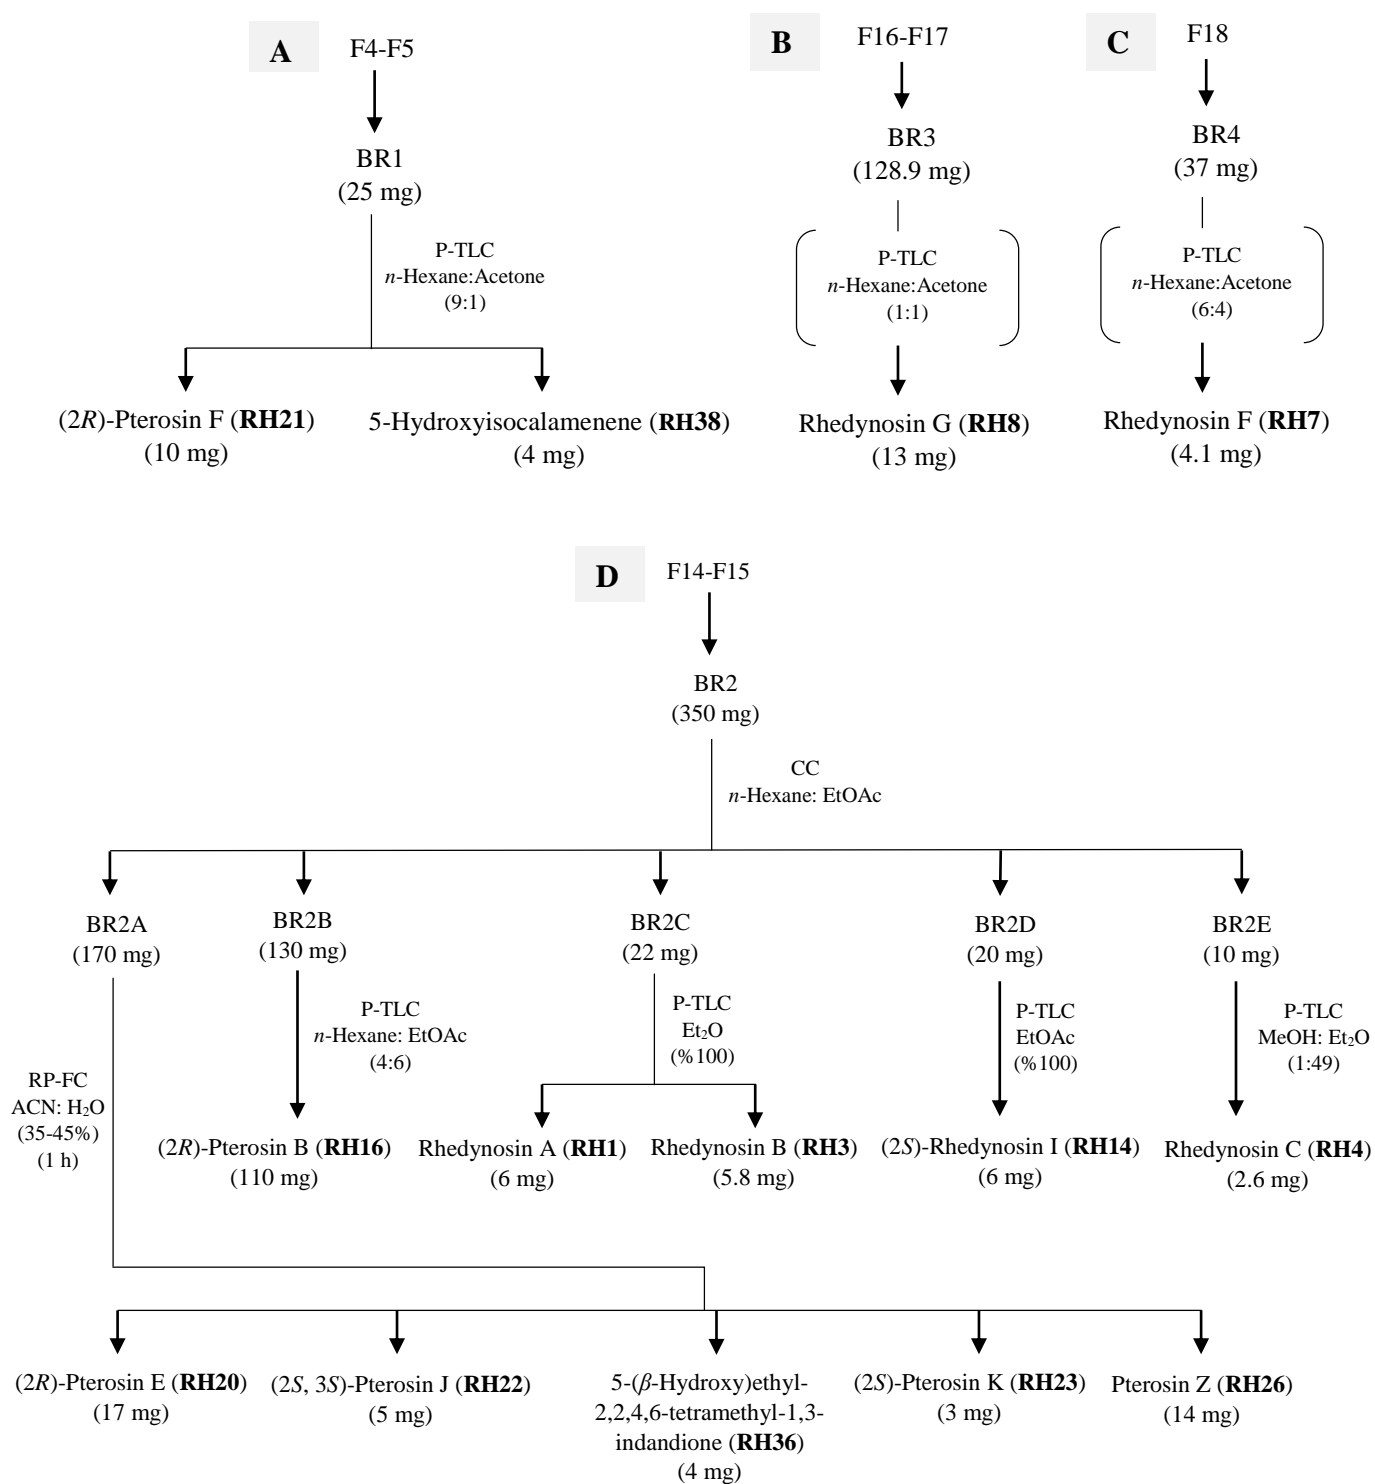 A
F4-F5
BR1
(25 mg)
P-TLC
n-Hexane:Acetone
(9:1)
(2R)-Pterosin F (RH21)
(10 mg)
5-Hydroxyisocalamenene (RH38)
(4 mg)
B
F16-F17
BR3
(128.9 mg)
P-TLC
n-Hexane:Acetone
(1:1)
Rhedynosin G (RH8)
(13 mg)
C
F18
BR4
(37 mg)
P-TLC
n-Hexane:Acetone
(6:4)
Rhedynosin F (RH7)
(4.1 mg)
D
F14-F15
BR2
(350 mg)
CC
n-Hexane: EtOAc
BR2A
(170 mg)
BR2B
(130 mg)
BR2C
(22 mg)
BR2D
(20 mg)
BR2E
(10 mg)
P-TLC
n-Hexane: EtOAc
(4:6)
P-TLC
Et₂O
(%100)
P-TLC
EtOAc
(%100)
P-TLC
MeOH: Et₂O
(1:49)
RP-FC
ACN: H₂O
(35-45%)
(1 h)
(2R)-Pterosin B (RH16)
(110 mg)
Rhedynosin A (RH1)
(6 mg)
Rhedynosin B (RH3)
(5.8 mg)
(2S)-Rhedynosin I (RH14)
(6 mg)
Rhedynosin C (RH4)
(2.6 mg)
(2R)-Pterosin E (RH20)
(17 mg)
(2S, 3S)-Pterosin J (RH22)
(5 mg)
5-(β-Hydroxy)ethyl-
2,2,4,6-tetramethyl-1,3-
indandione (RH36)
(4 mg)
(2S)-Pterosin K (RH23)
(3 mg)
Pterosin Z (RH26)
(14 mg)